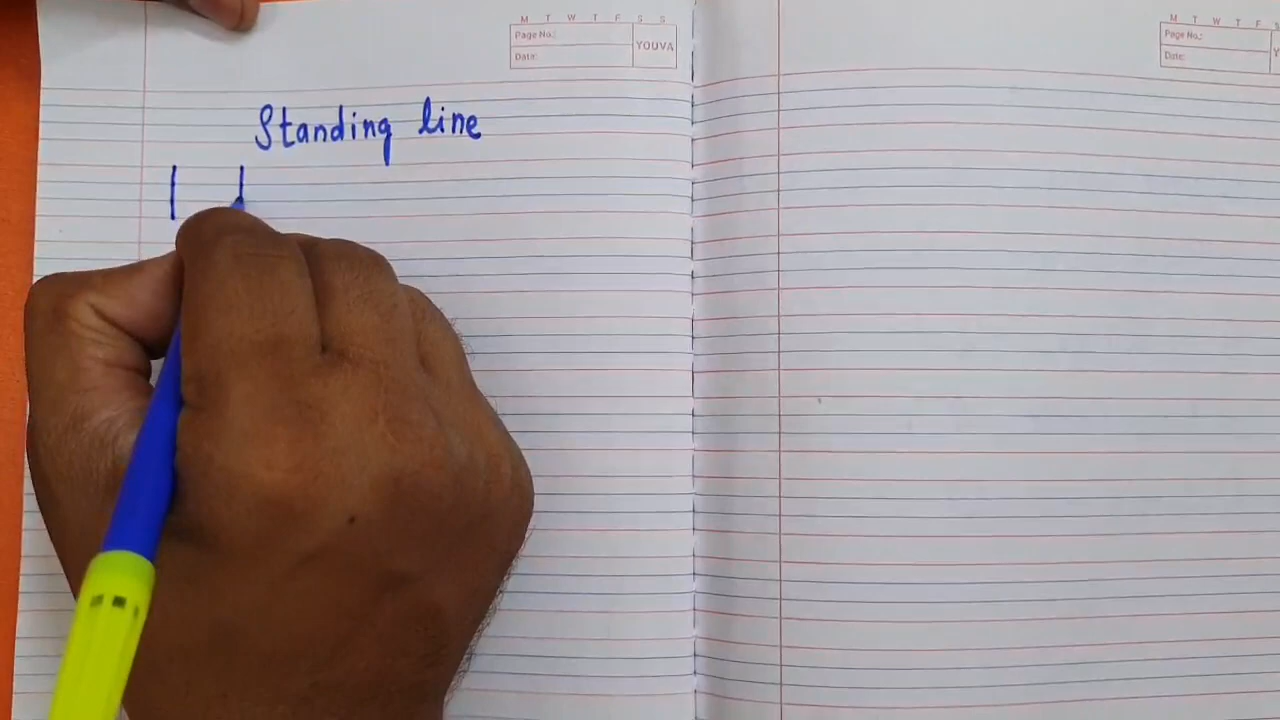 M T W T F S S
Page No.:
Date:
YOUVA
M T W T F S
Page No.:
Date:
Standing line